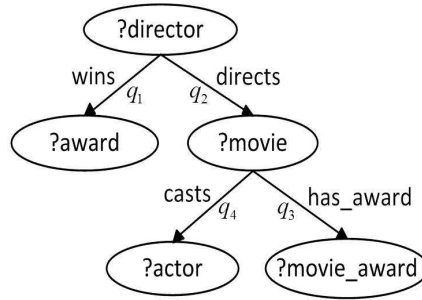 ?director
wins directs
q1 q2
?award ?movie
casts has_award
q4 q3
?actor ?movie_award